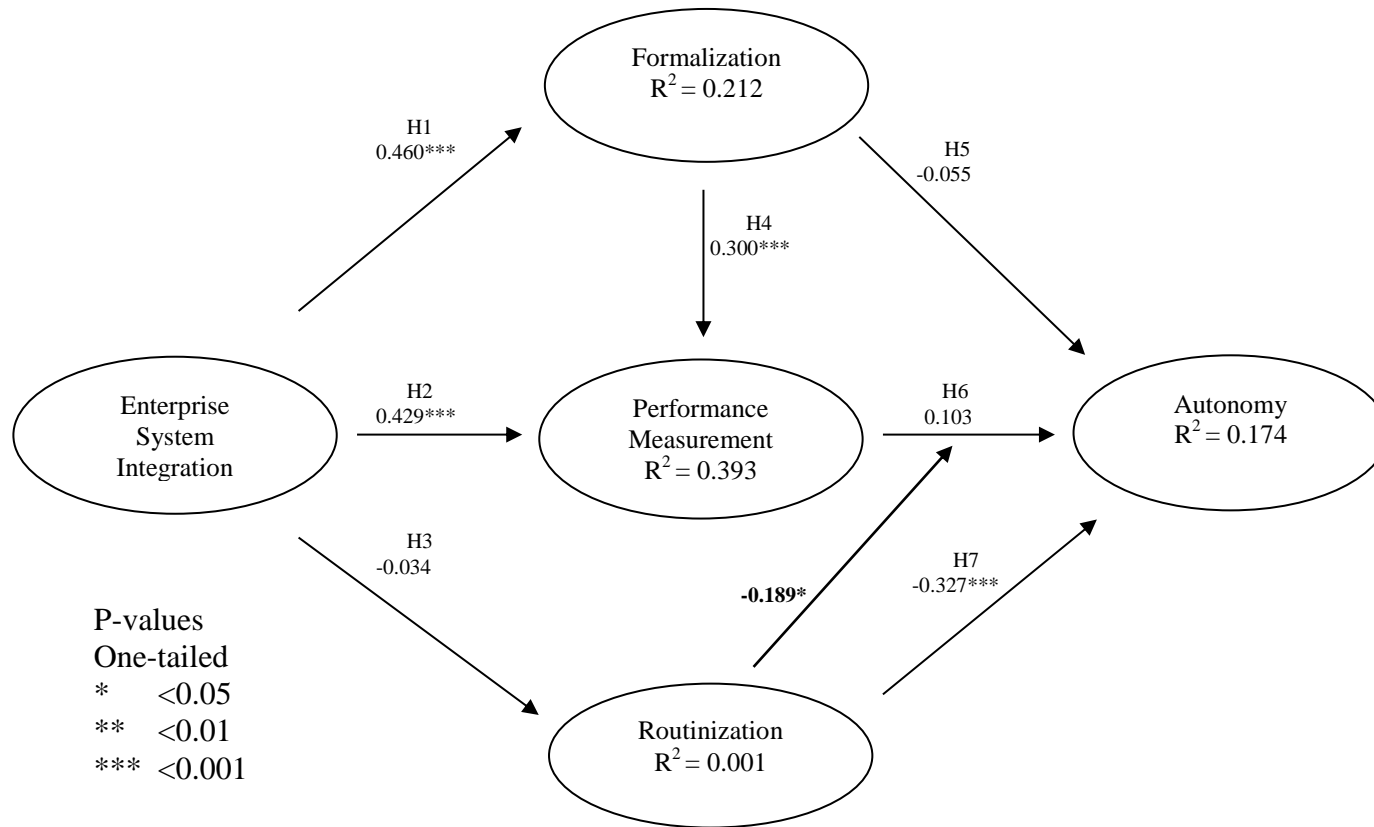 Formalization
R² = 0.212
H1
0.460***
H5
-0.055
H4
0.300***
Enterprise
System
Integration
H2
0.429***
Performance
Measurement
R² = 0.393
H6
0.103
Autonomy
R² = 0.174
H3
-0.034
-0.189*
H7
-0.327***
P-values
One-tailed
* <0.05
** <0.01
*** <0.001
Routinization
R² = 0.001